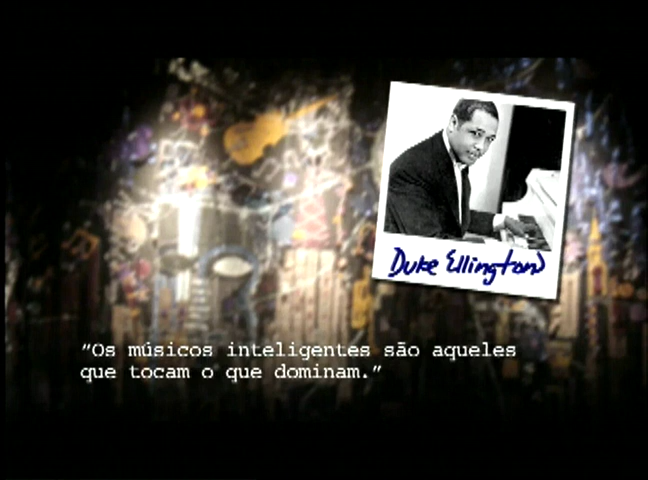 Duke Ellington
"Os músicos inteligentes são aqueles
que tocam o que dominam."